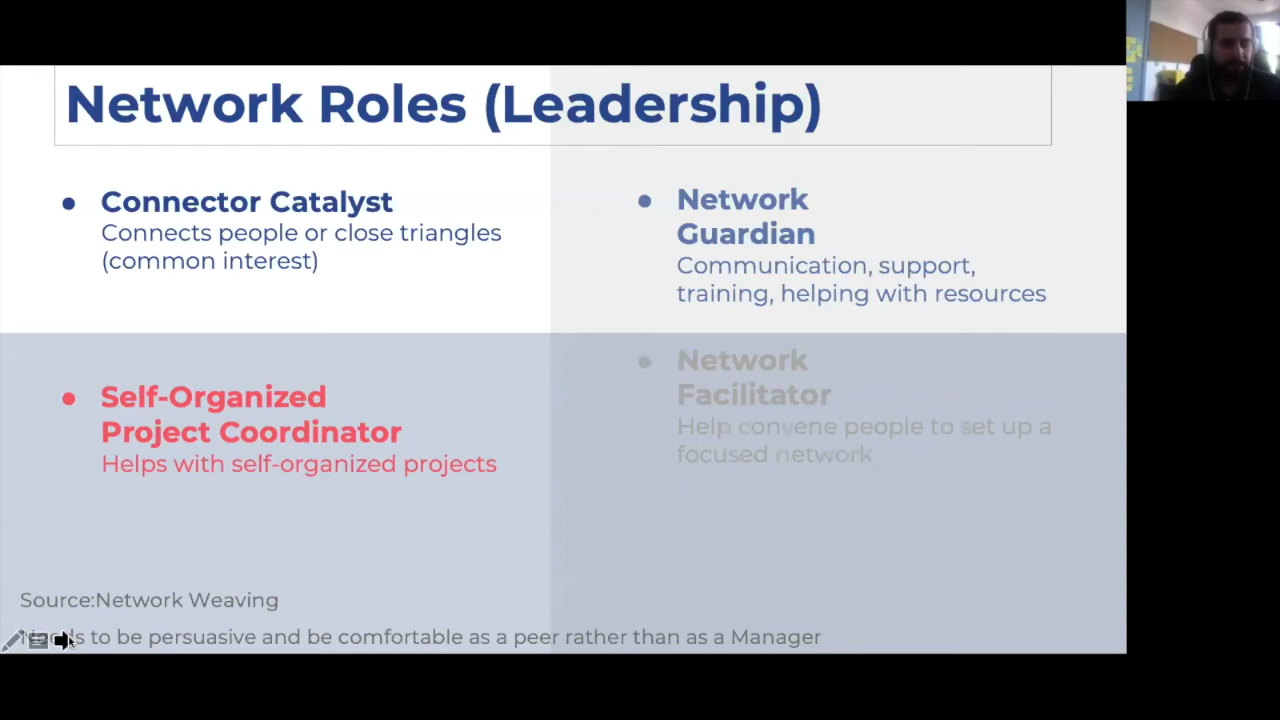 Network Roles (Leadership)
Connector Catalyst
Connects people or close triangles
(common interest)
Self-Organized
Project Coordinator
Helps with self-organized projects
Network
Guardian
Communication, support,
training, helping with resources
Network
Facilitator
Help convene people to set up a
focused network
Source:Network Weaving
Needs to be persuasive and be comfortable as a peer rather than as a Manager